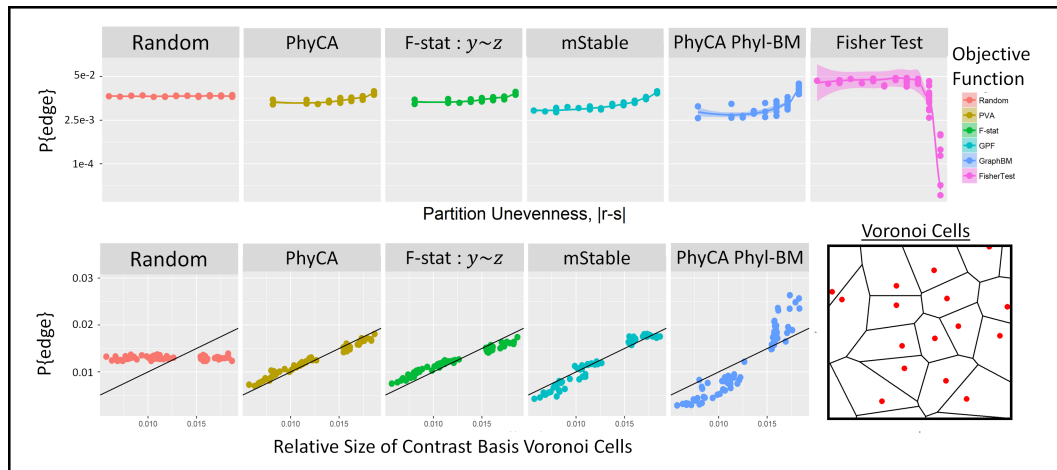 Random PhyCA F-stat : y~z mStable PhyCA Phyl-BM Fisher Test
Objective
Function
P{edge}
5e-2
2.5e-3
1e-4
Random
PVA
F-stat
GPF
GraphBM
FisherTest
Partition Unevenness, |r-s|
Random PhyCA F-stat : y~z mStable PhyCA Phyl-BM
Voronoi Cells
P{edge}
0.03
0.02
0.01
0.010 0.015 0.010 0.015 0.010 0.015 0.010 0.015 0.010 0.015
Relative Size of Contrast Basis Voronoi Cells